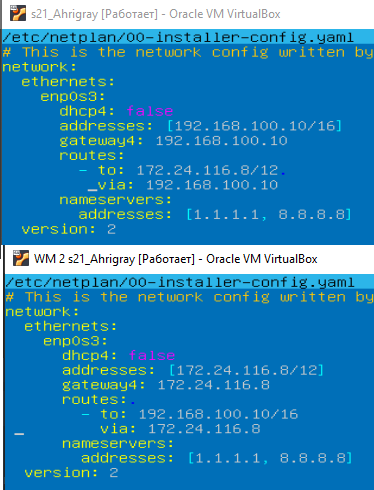 s21_Ahrigray [Работает] - Oracle VM VirtualBox
/etc/netplan/00-installer-config.yaml
# This is the network config written by
network:
  ethernets:
    enp0s3:
      dhcp4: false
      addresses: [192.168.100.10/16]
      gateway4: 192.168.100.10
      routes:
        - to: 172.24.116.8/12.
         _via: 192.168.100.10
      nameservers:
        addresses: [1.1.1.1, 8.8.8.8]
  version: 2
WM 2 s21_Ahrigray [Работает] - Oracle VM VirtualBox
/etc/netplan/00-installer-config.yaml
# This is the network config written by
network:
  ethernets:
    enp0s3:
      dhcp4: false
      addresses: [172.24.116.8/12]
      gateway4: 172.24.116.8
      routes:.
        - to: 192.168.100.10/16
 _        via: 172.24.116.8
      nameservers:
        addresses: [1.1.1.1, 8.8.8.8]
  version: 2